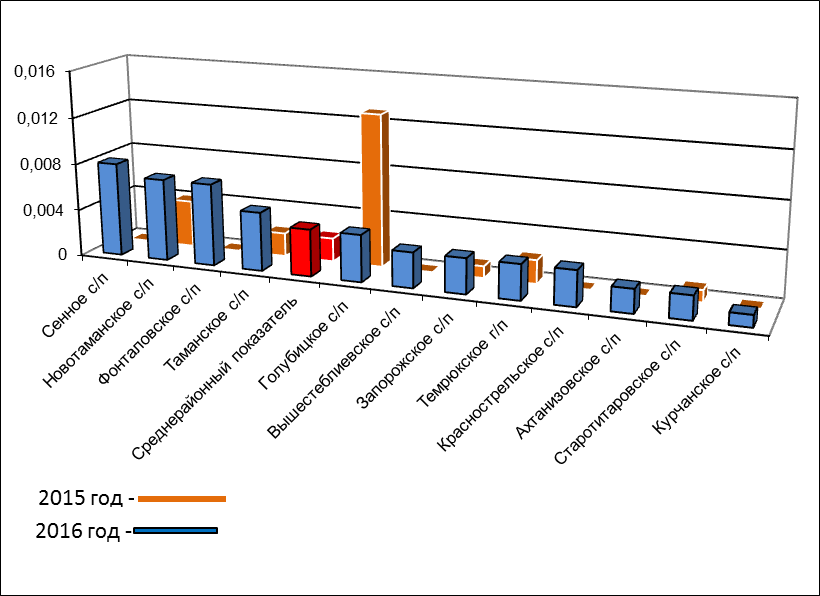 0,016
0,012
0,008
0,004
0
Сенное с/п
Новотаманское с/п
Фонталовское с/п
Таманское с/п
Среднерайонный показатель
Голубицкое с/п
Вышестеблиевское с/п
Запорожское с/п
Темрюкское г/п
Краснострельское с/п
Ахтанизовское с/п
Старотитаровское с/п
Курчанское с/п
2015 год -
2016 год -